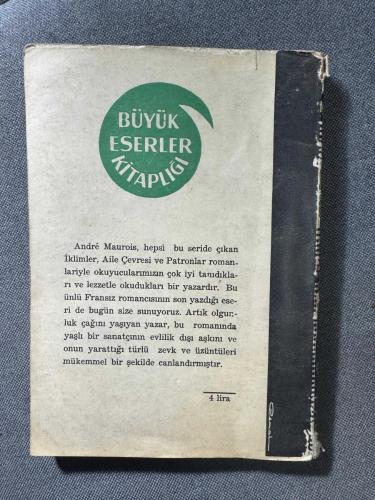 BÜYÜK
ESERLER
KİTAPLIĞI
André Maurois, hepsi bu seride çıkan
İklimler, Aile Çevresi ve Patronlar roman-
lariyle okuyucularımızın çok iyi tanıdıkla-
rı ve lezzetle okudukları bir yazardır. Bu
ünlü Fransız romancısının son yazdığı ese-
ri de bugün size sunuyoruz. Artık olgun-
luk çağını yaşıyan yazar, bu romanında
yaşlı bir sanatçının evlilik dışı aşkını ve
onun yarattığı türlü zevk ve üzüntüleri
mükemmel bir şekilde canlandırmıştır.
4 lira